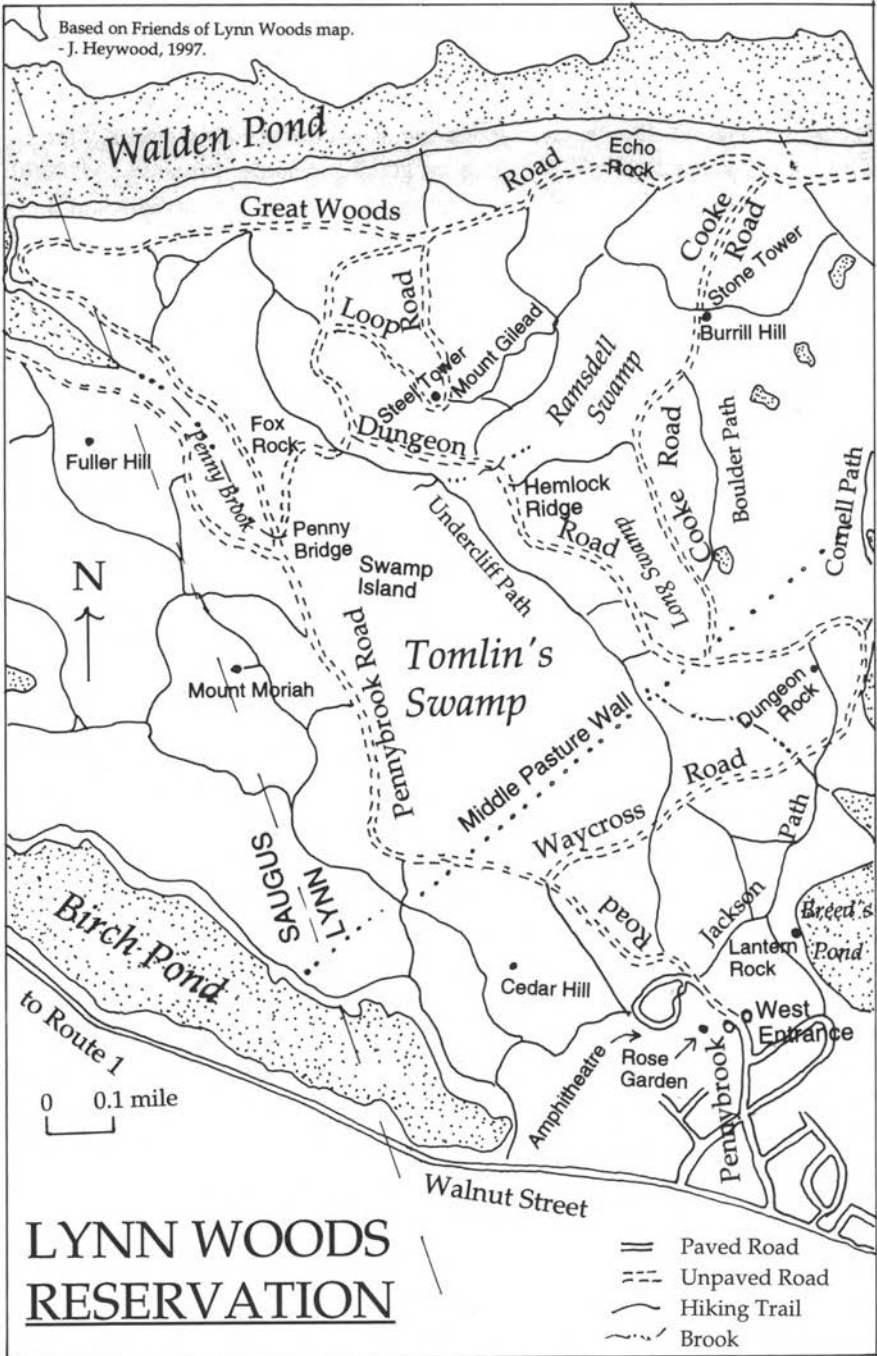 Based on Friends of Lynn Woods map.
- J. Heywood, 1997.
Walden Pond
Echo
Rock
Great Woods Road
Cooke
Road
Stone Tower
Burrill Hill
Loop Road
Steel Tower
Mount Gilead
Ramsdell
Swamp
Fox
Rock
Dungeon
Fuller Hill
Penny Brook
Hemlock
Ridge
Road
Cooke Road
Boulder Path
Cornell Path
Penny
Bridge
Undercliff Path
Long Swamp
N
Swamp
Island
Tomlin's
Swamp
Mount Moriah
Pennybrook Road
Dungeon
Rock
Middle Pasture Wall
Waycross Road
SAUGUS
LYNN
Jackson Path
Road
Birch Pond
Breed's
Pond
Lantern
Rock
Cedar Hill
to Route 1
West
Entrance
Amphitheatre
Rose
Garden
Pennybrook
0 0.1 mile
Walnut Street
LYNN WOODS
RESERVATION
Paved Road
Unpaved Road
Hiking Trail
Brook